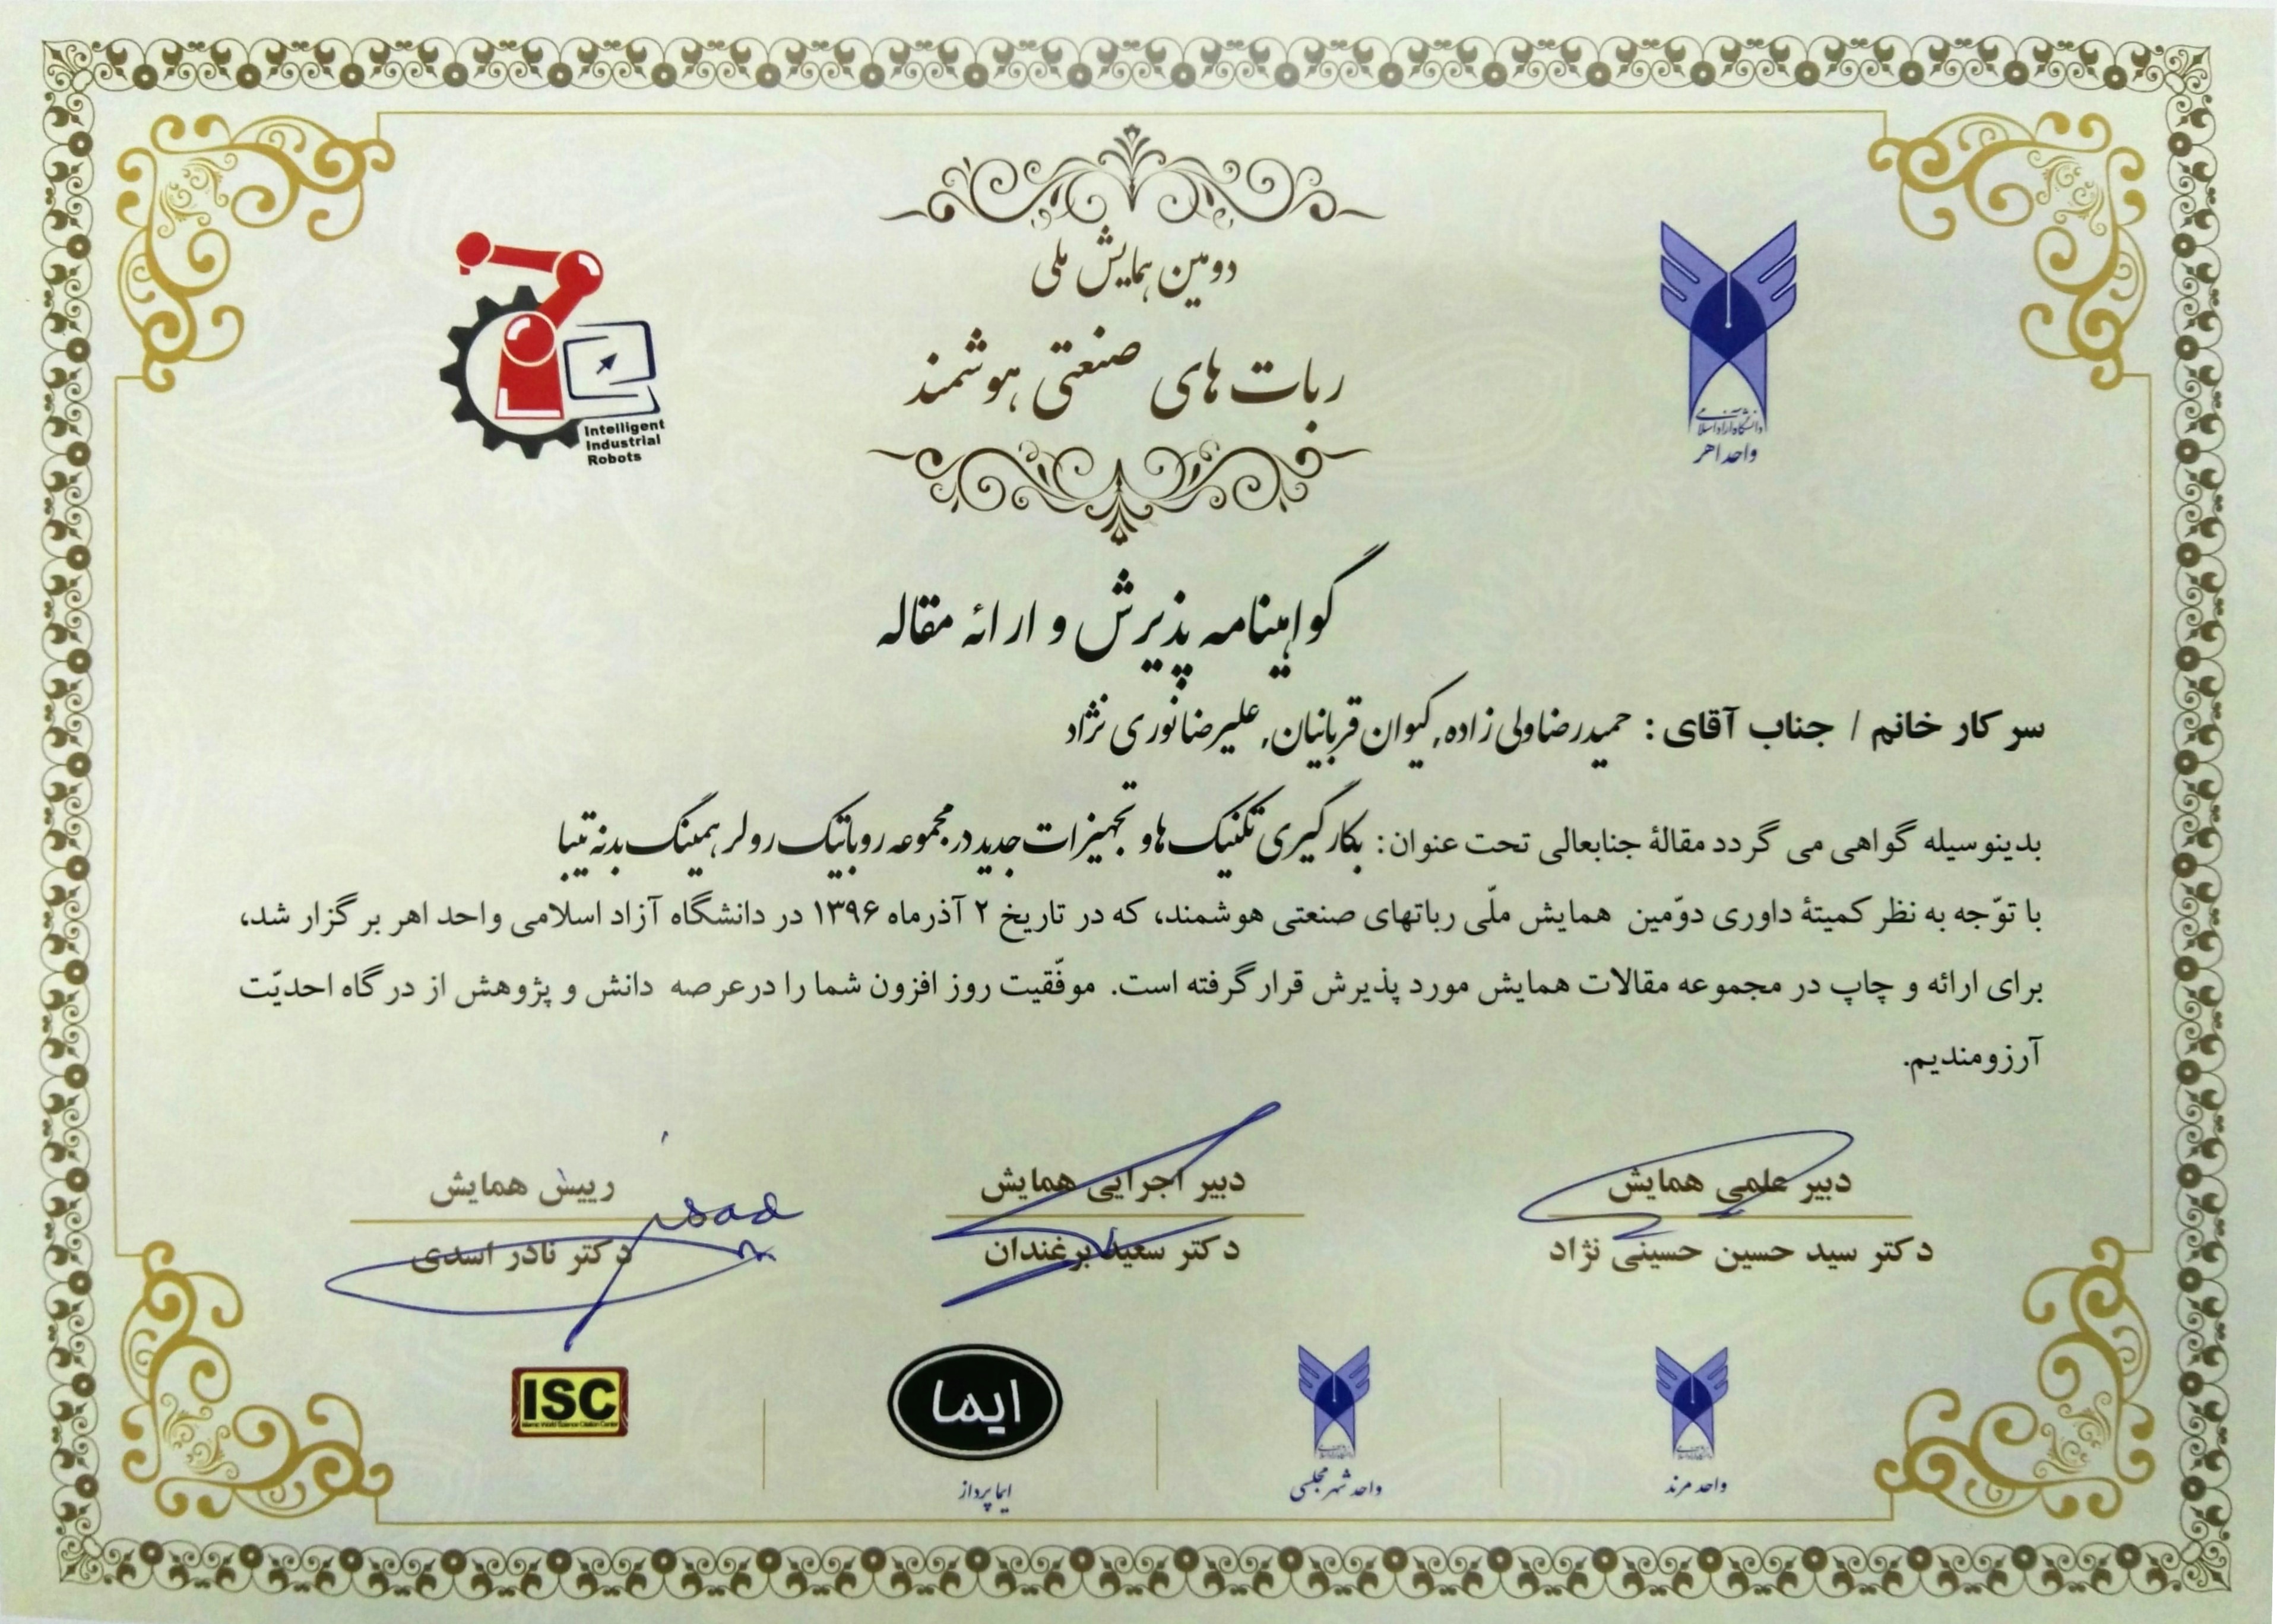 دومین همایش ملی
ربات های صنعتی هوشمند
Intelligent
Industrial
Robots
دانشگاه آزاد اسلامی
واحد اهر
گواهینامه پذیرش و ارائه مقاله
سرکار خانم / جناب آقای : حمیدرضا ولی زاده, کیوان قربانیان, علیرضا نوری نژاد
بدینوسیله گواهی می گردد مقالهٔ جنابعالی تحت عنوان: بکارگیری تکنیک ها و تجهیزات جدید در مجموعه روباتیک رولر همینگ بدنه تیبا
با توّجه به نظر کمیتهٔ داوری دوّمین همایش ملّی رباتهای صنعتی هوشمند، که در تاریخ ۲ آذرماه ۱۳۹۶ در دانشگاه آزاد اسلامی واحد اهر برگزار شد،
برای ارائه و چاپ در مجموعه مقالات همایش مورد پذیرش قرار گرفته است. موفّقیت روز افزون شما را درعرصه دانش و پژوهش از درگاه احدیّت
آرزومندیم.
دبیر علمی همایش
دکتر سید حسین حسینی نژاد
دبیر اجرایی همایش
دکتر سعید برغندان
رییس همایش
دکتر نادر اسدی
واحد مرند
واحد شهر مجلسی
ایما
ایما پرداز
ISC
Islamic World Science Citation Center